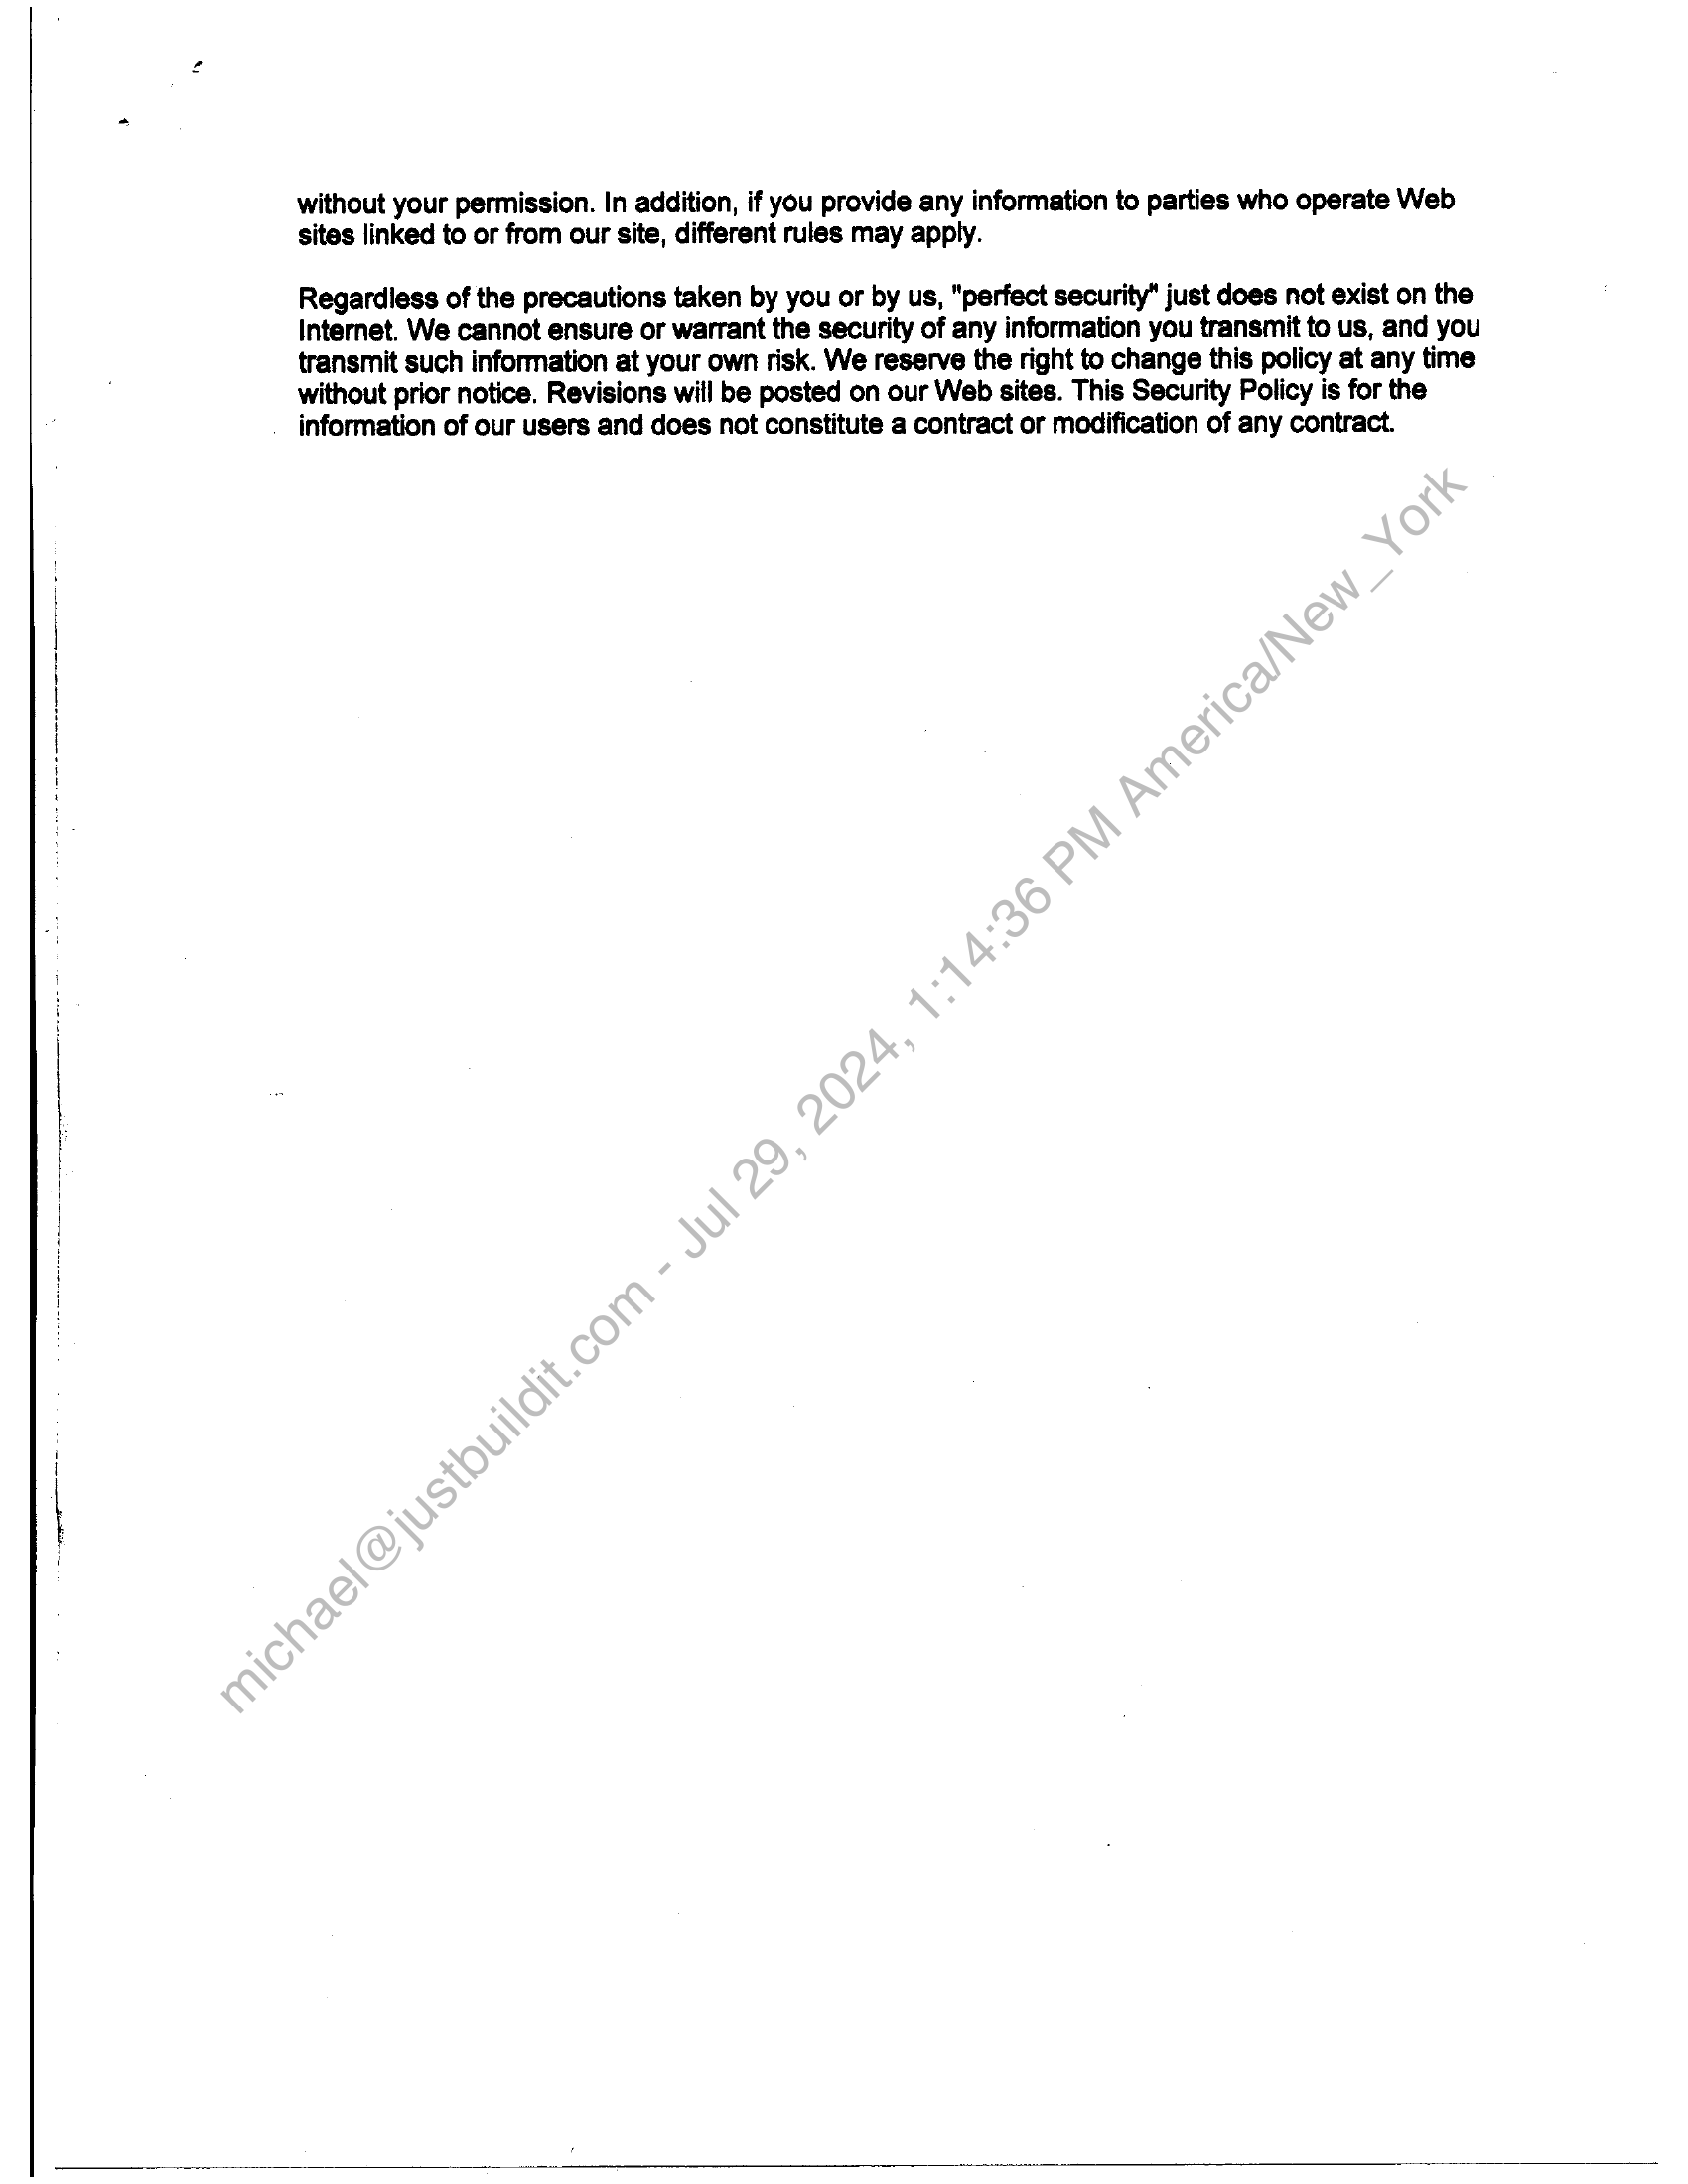 without your permission. In addition, if you provide any information to parties who operate Web
sites linked to or from our site, different rules may apply.
Regardless of the precautions taken by you or by us, "perfect security" just does not exist on the
Internet. We cannot ensure or warrant the security of any information you transmit to us, and you
transmit such information at your own risk. We reserve the right to change this policy at any time
without prior notice. Revisions will be posted on our Web sites. This Security Policy is for the
information of our users and does not constitute a contract or modification of any contract.
michael@justbuildit.com - Jul 29, 2024, 1:14:36 PM America/New_York